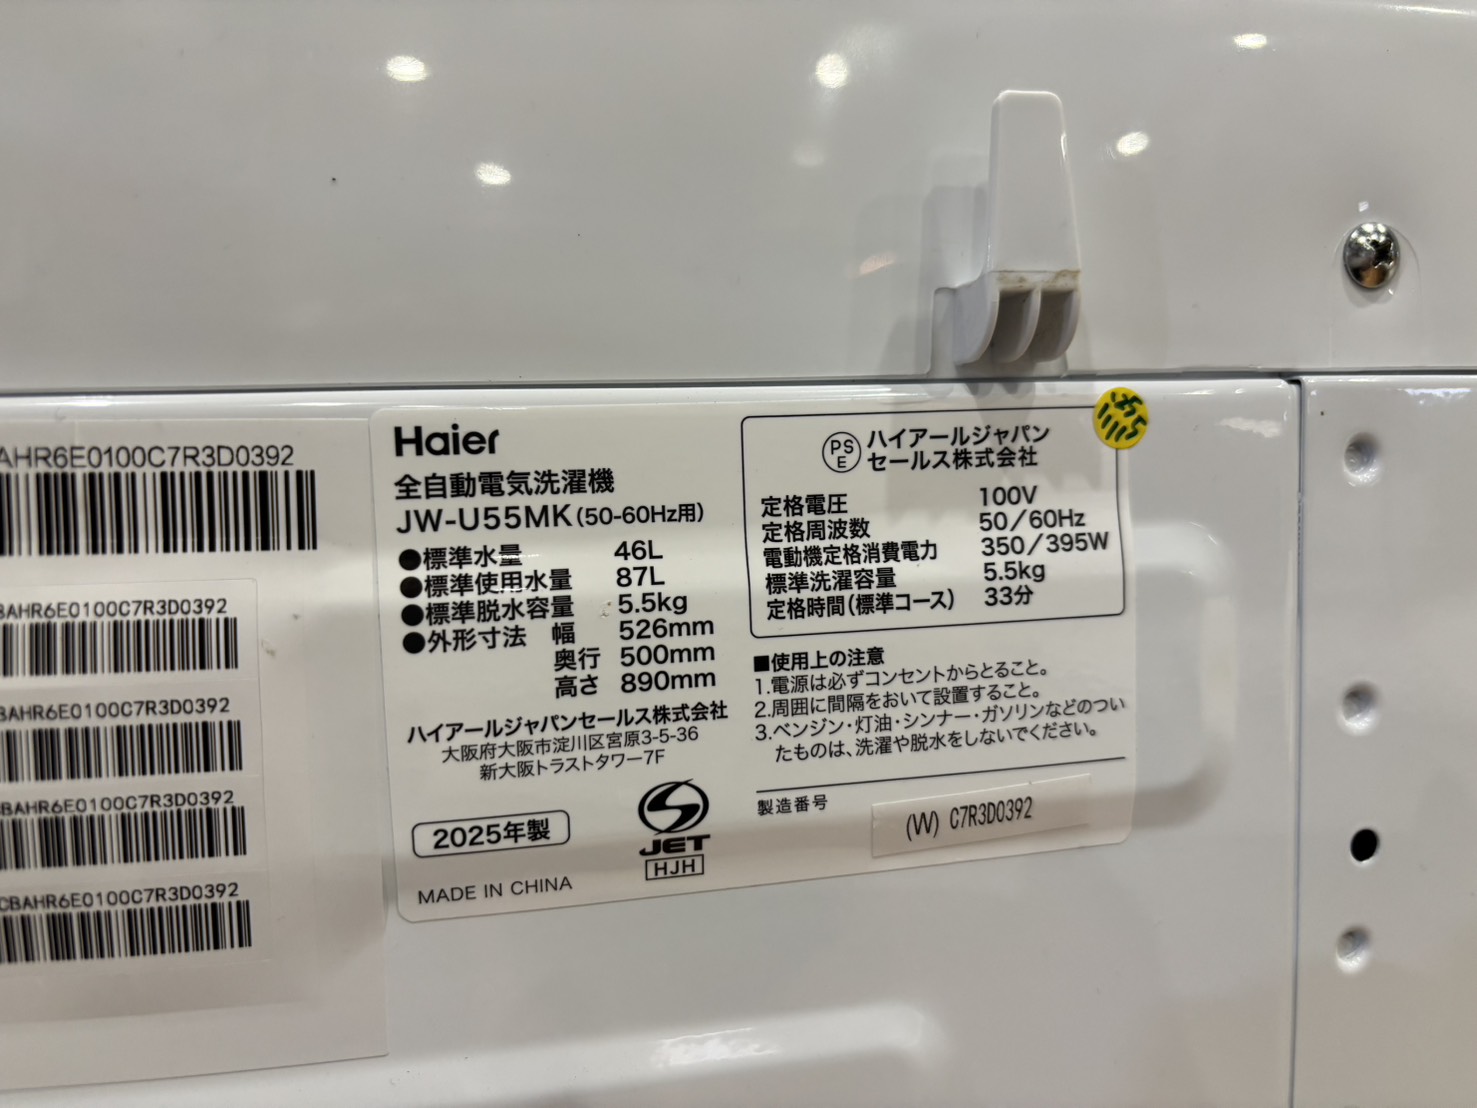 AHR6E0100C7R3D0392
BAHR6E0100C7R3D0392
BAHR6E0100C7R3D0392
BAHR6E0100C7R3D0392
CBAHR6E0100C7R3D0392
Haier
全自動電気洗濯機
JW-U55MK(50-60Hz用)
●標準水量 46L
●標準使用水量 87L
●標準脱水容量 5.5kg
●外形寸法 幅 526mm
奥行 500mm
高さ 890mm
ハイアールジャパンセールス株式会社
大阪府大阪市淀川区宮原3-5-36
新大阪トラストタワー7F
2025年製
JET
HJH
MADE IN CHINA
PS
E
ハイアールジャパン
セールス株式会社
定格電圧 100V
定格周波数 50/60Hz
電動機定格消費電力 350/395W
標準洗濯容量 5.5kg
定格時間(標準コース) 33分
■使用上の注意
1.電源は必ずコンセントからとること。
2.周囲に間隔をおいて設置すること。
3.ベンジン・灯油・シンナー・ガソリンなどのつい
たものは、洗濯や脱水をしないでください。
製造番号
(W) C7R3D0392